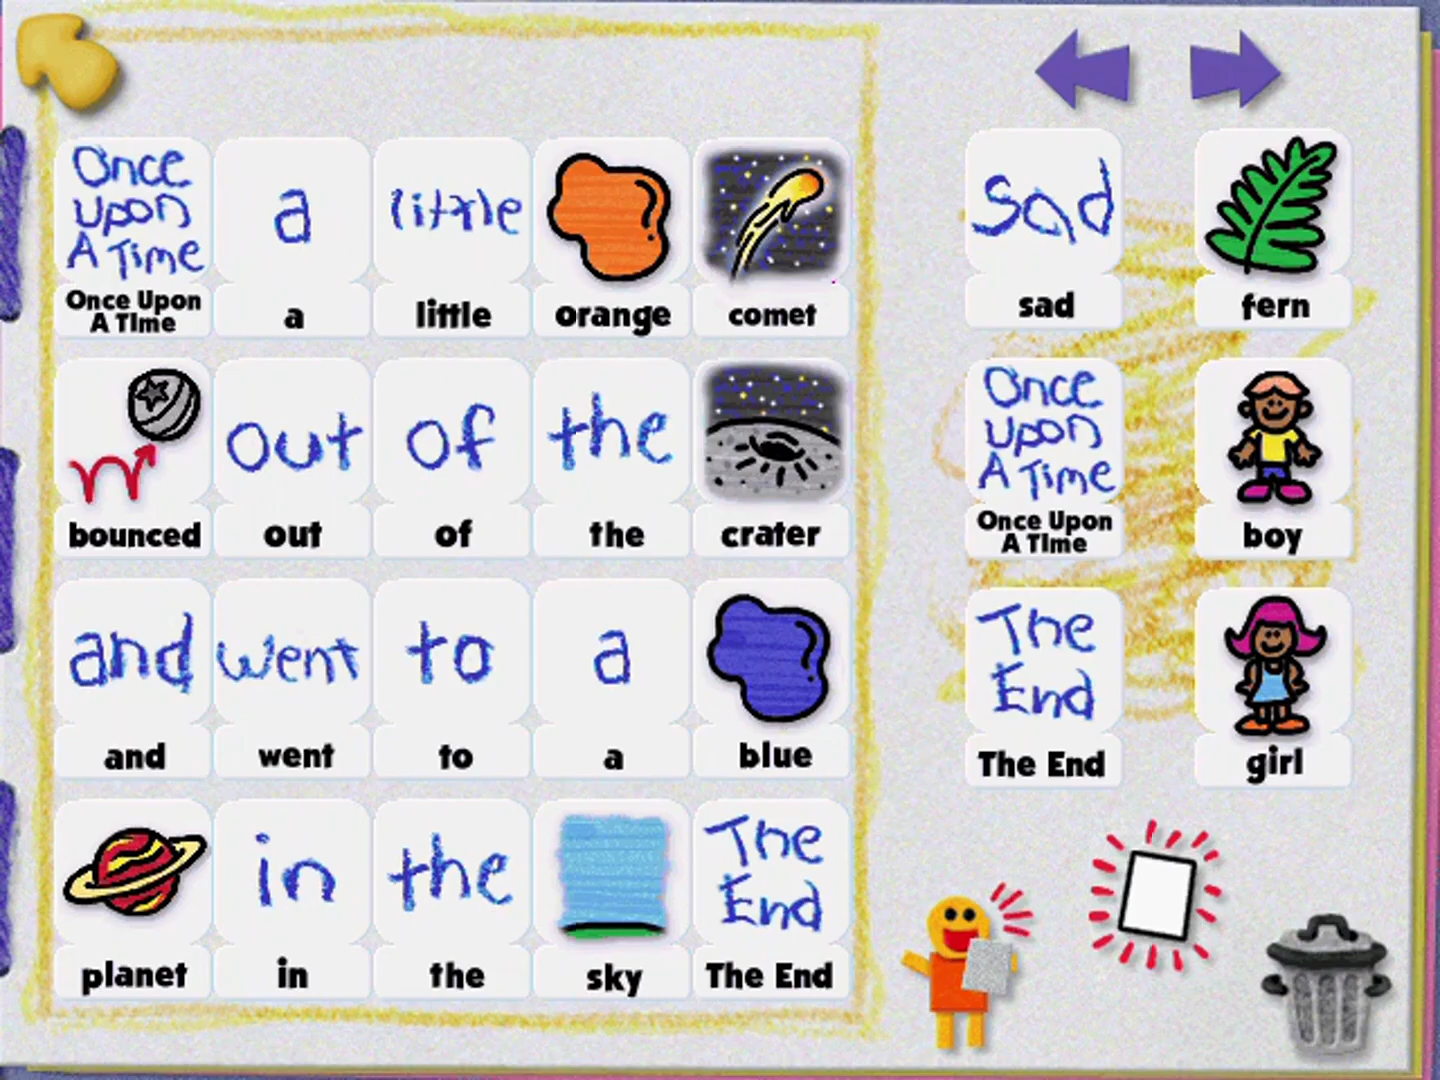 Once Upon A Time a little
Once Upon A Time a little orange comet
out of the
bounced out of the crater
and went to a
and went to a blue
in the The End
planet in the sky The End
sad
sad fern
Once Upon A Time
Once Upon A Time boy
The End
The End girl